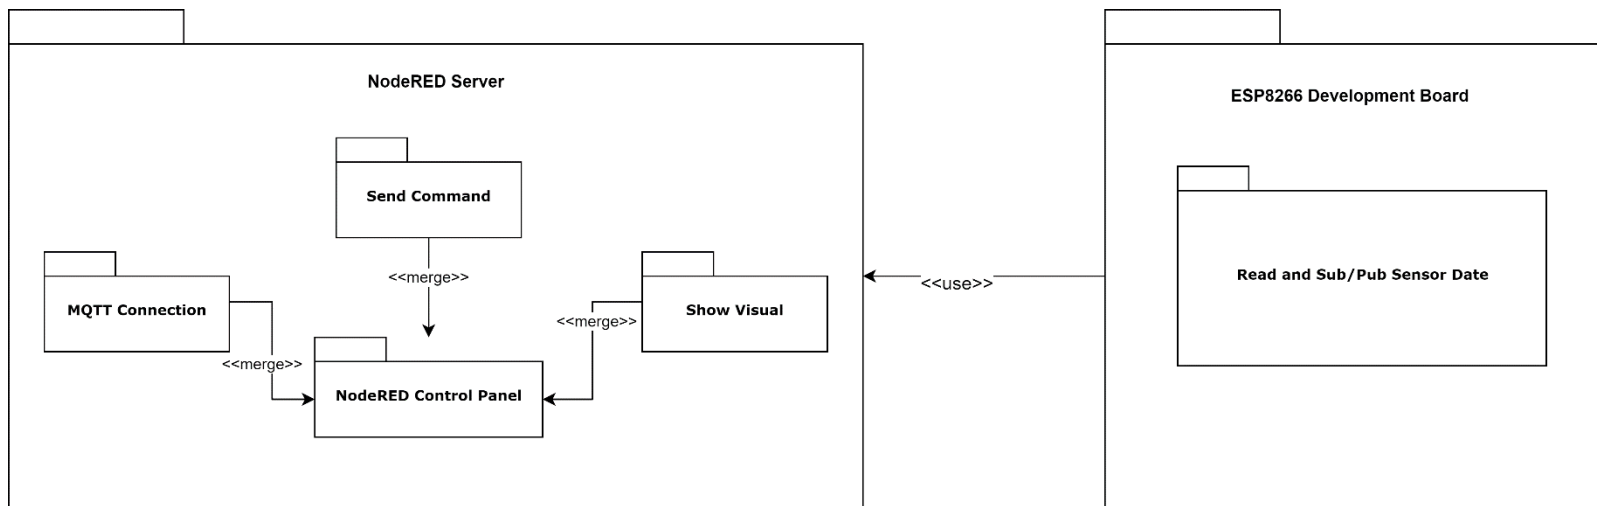 NodeRED Server
ESP8266 Development Board
Send Command
<<merge>>
MQTT Connection
<<merge>>
Show Visual
<<merge>>
NodeRED Control Panel
<<use>>
Read and Sub/Pub Sensor Date